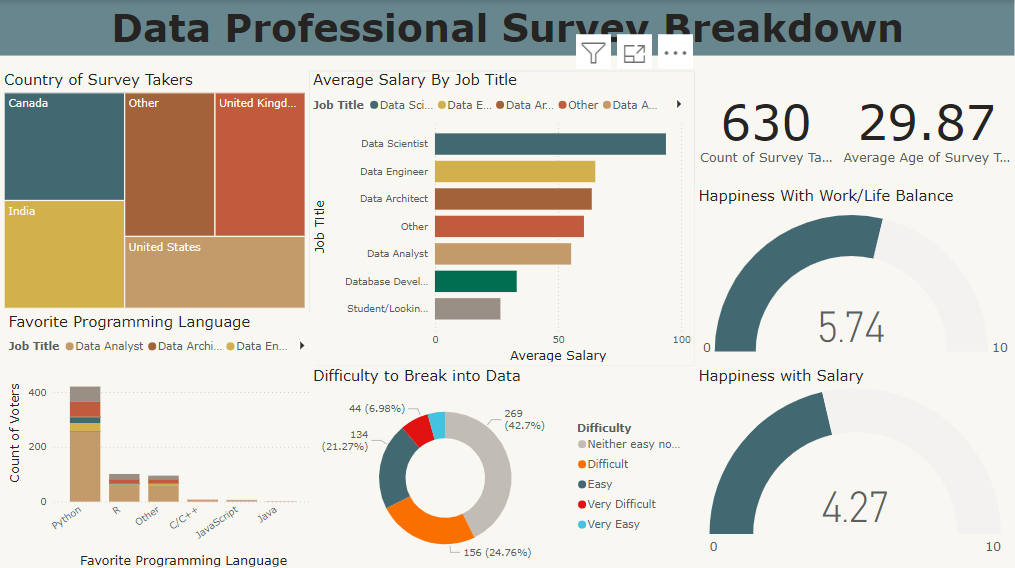 Data Professional Survey Breakdown
Country of Survey Takers
Canada
Other
United Kingd...
India
United States
Average Salary By Job Title
Job Title Data Sci... Data E... Data Ar... Other Data A...
Job Title
Data Scientist
Data Engineer
Data Architect
Other
Data Analyst
Database Devel...
Student/Lookin...
0 50 100
Average Salary
630
Count of Survey Ta...
29.87
Average Age of Survey T...
Happiness With Work/Life Balance
5.74
0 10
Favorite Programming Language
Job Title Data Analyst Data Archi... Data En...
Count of Voters
400
200
0
Python R Other C/C++ JavaScript Java
Favorite Programming Language
Difficulty to Break into Data
44 (6.98%)
269
(42.7%)
134
(21.27%)
156 (24.76%)
Difficulty
Neither easy no...
Difficult
Easy
Very Difficult
Very Easy
Happiness with Salary
4.27
0 10